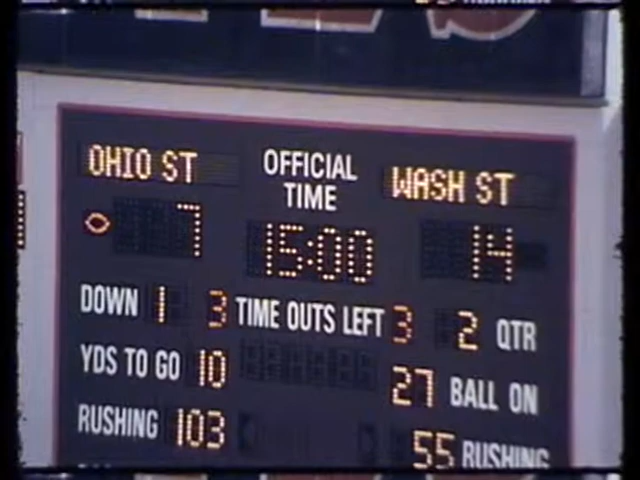 OHIO ST OFFICIAL TIME WASH ST
7 15:00 14
DOWN 1 3 TIME OUTS LEFT 3 2 QTR
YDS TO GO 10 27 BALL ON
RUSHING 103 55 RUSHING